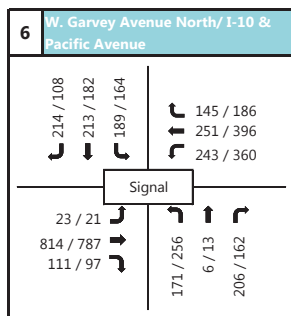 6
W. Garvey Avenue North/ I-10 &
Pacific Avenue
214 / 108
213 / 182
189 / 164
145 / 186
251 / 396
243 / 360
Signal
23 / 21
814 / 787
111 / 97
171 / 256
6 / 13
206 / 162